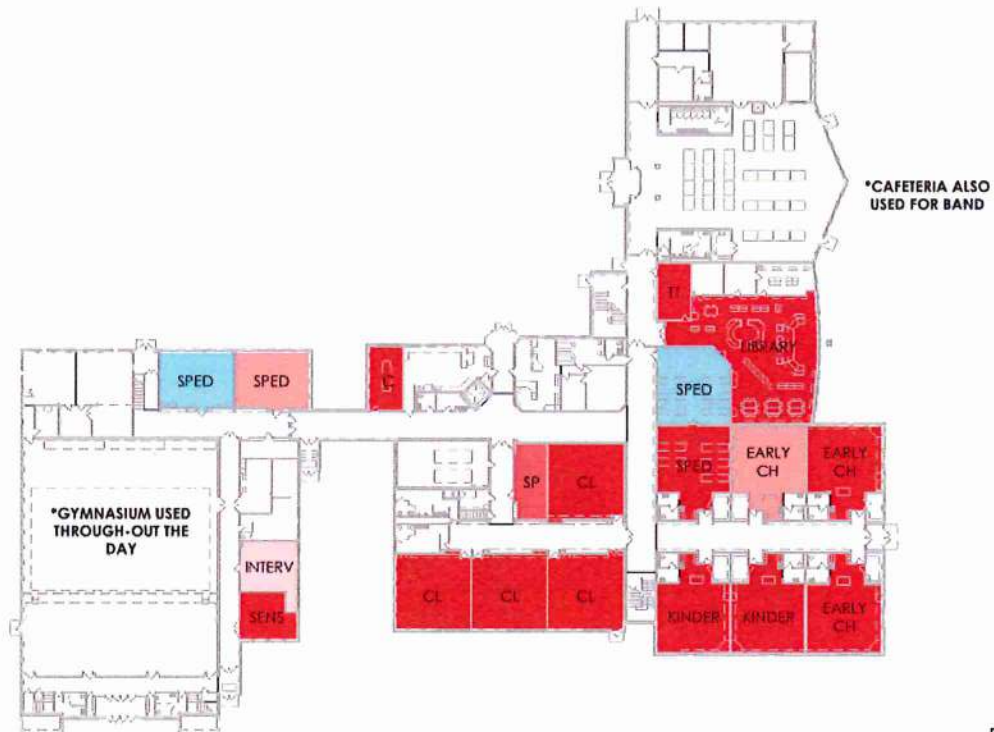 *CAFETERIA ALSO
USED FOR BAND
IT
LIBRARY
SPED
SPED
SPED
SPED
EARLY
CH
EARLY
CH
SP
CL
*GYMNASIUM USED
THROUGH-OUT THE
DAY
INTERV
SENS
CL
CL
CL
KINDER
KINDER
EARLY
CH